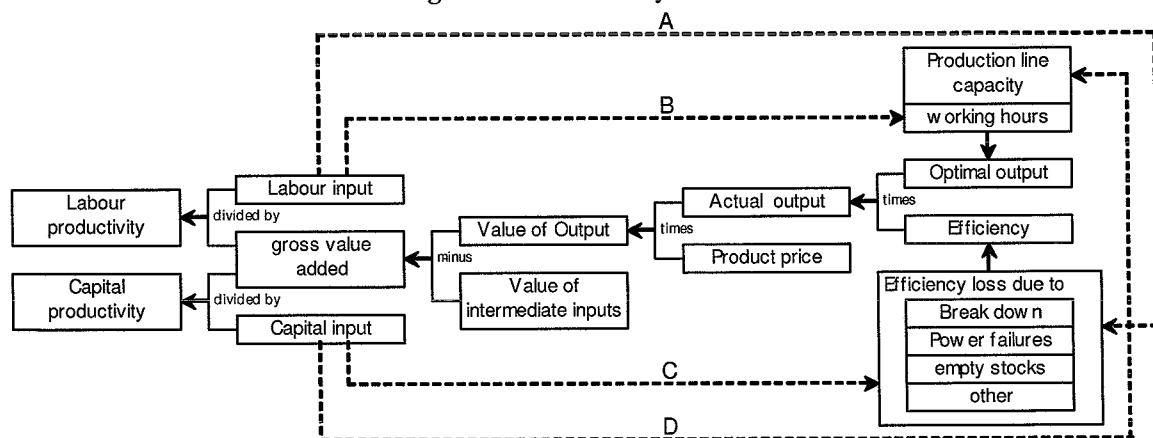 A
Production line
capacity
working hours
B
Labour input
Labour
productivity
divided by
gross value
added
Capital
productivity
divided by
Capital input
Value of Output
minus
Value of
intermediate inputs
Actual output
times
Product price
Optimal output
times
Efficiency
Efficiency loss due to
Break down
Power failures
empty stocks
other
C
D